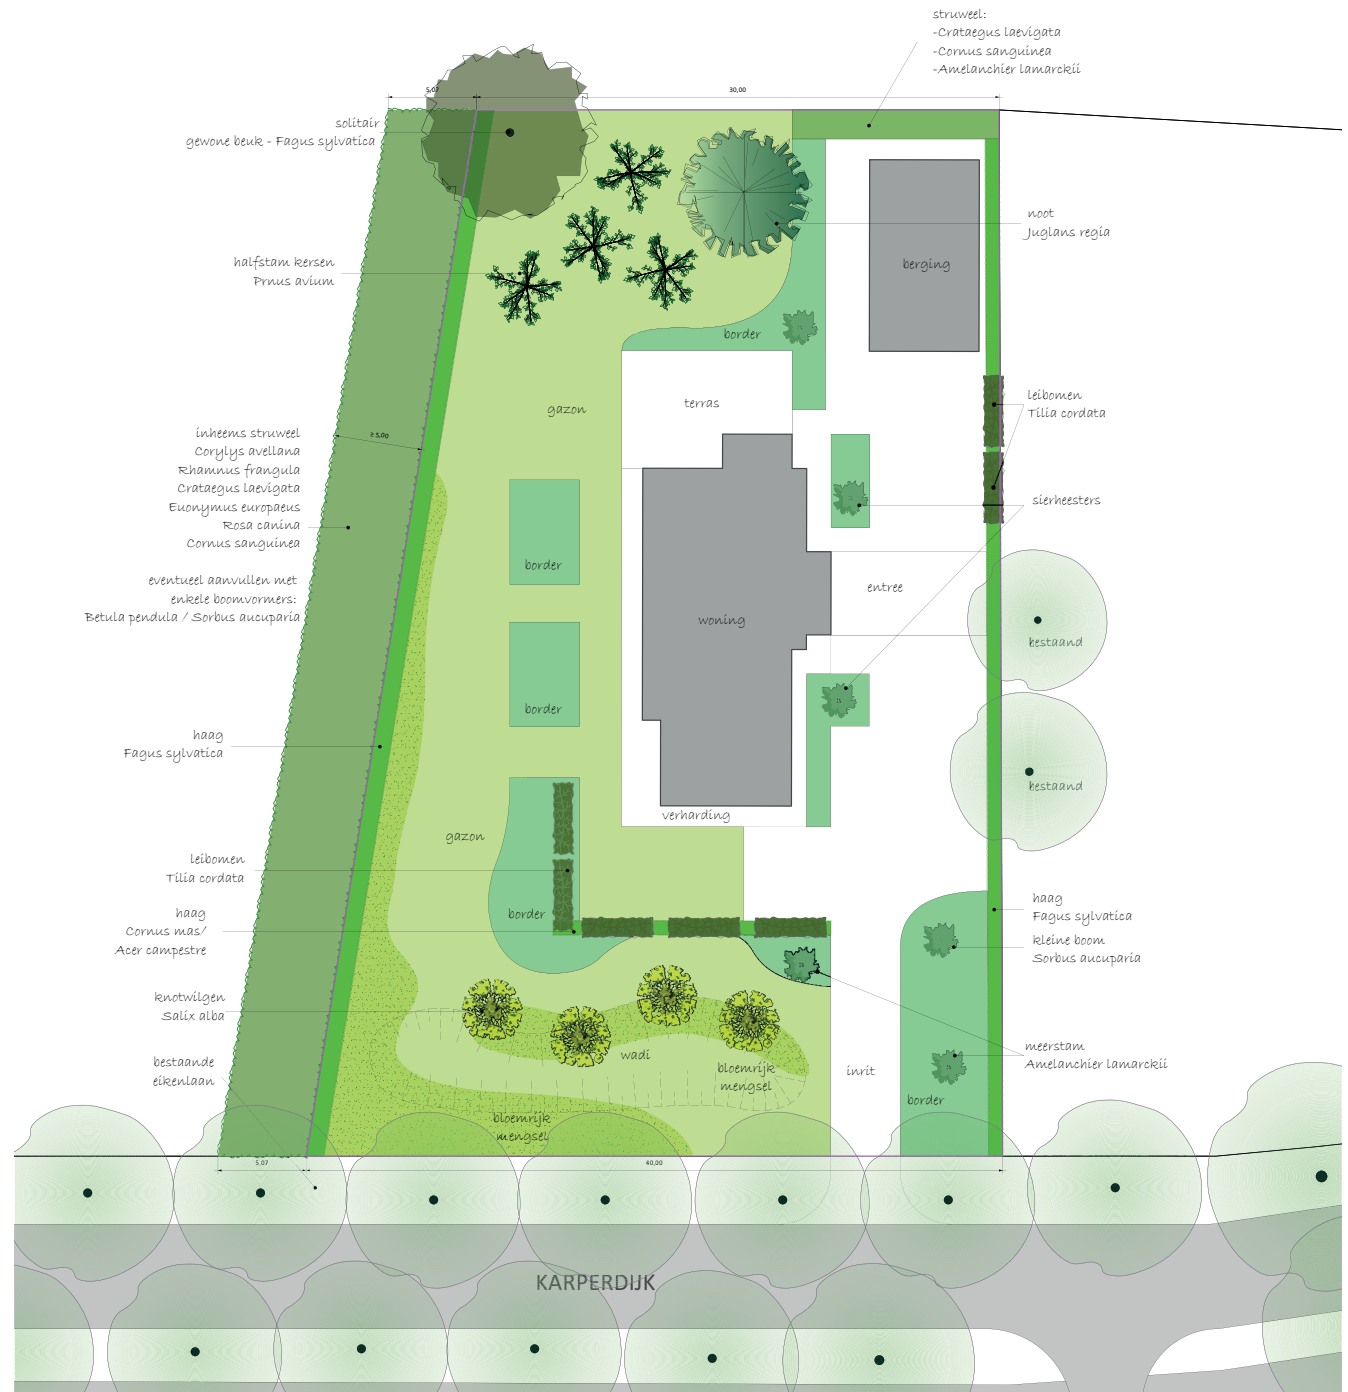 struweel:
-Crataegus laevigata
-Cornus sanguinea
-Amelanchier lamarckii
5,07
30,00
solitair
gewone beuk - Fagus sylvatica
noot
Juglans regia
halfstam kersen
Prnus avium
berging
border
leibomen
Tilia cordata
terras
gazon
inheems struweel
Corylys avellana
Rhamnus frangula
Crataegus laevigata
Euonymus europaeus
Rosa canina
Cornus sanguinea
≥ 5,00
sierheesters
border
eventueel aanvullen met
enkele boomvormers:
Betula pendula / Sorbus aucuparia
entree
woning
bestaand
border
haag
Fagus sylvatica
bestaand
verharding
gazon
leibomen
Tilia cordata
haag
Cornus mas/
Acer campestre
border
haag
Fagus sylvatica
kleine boom
Sorbus aucuparia
knotwilgen
Salix alba
wadi
bloemrijk
mengsel
meerstam
Amelanchier lamarckii
inrit
bestaande
eikenlaan
border
bloemrijk
mengsel
5,07
40,00
KARPERDIJK